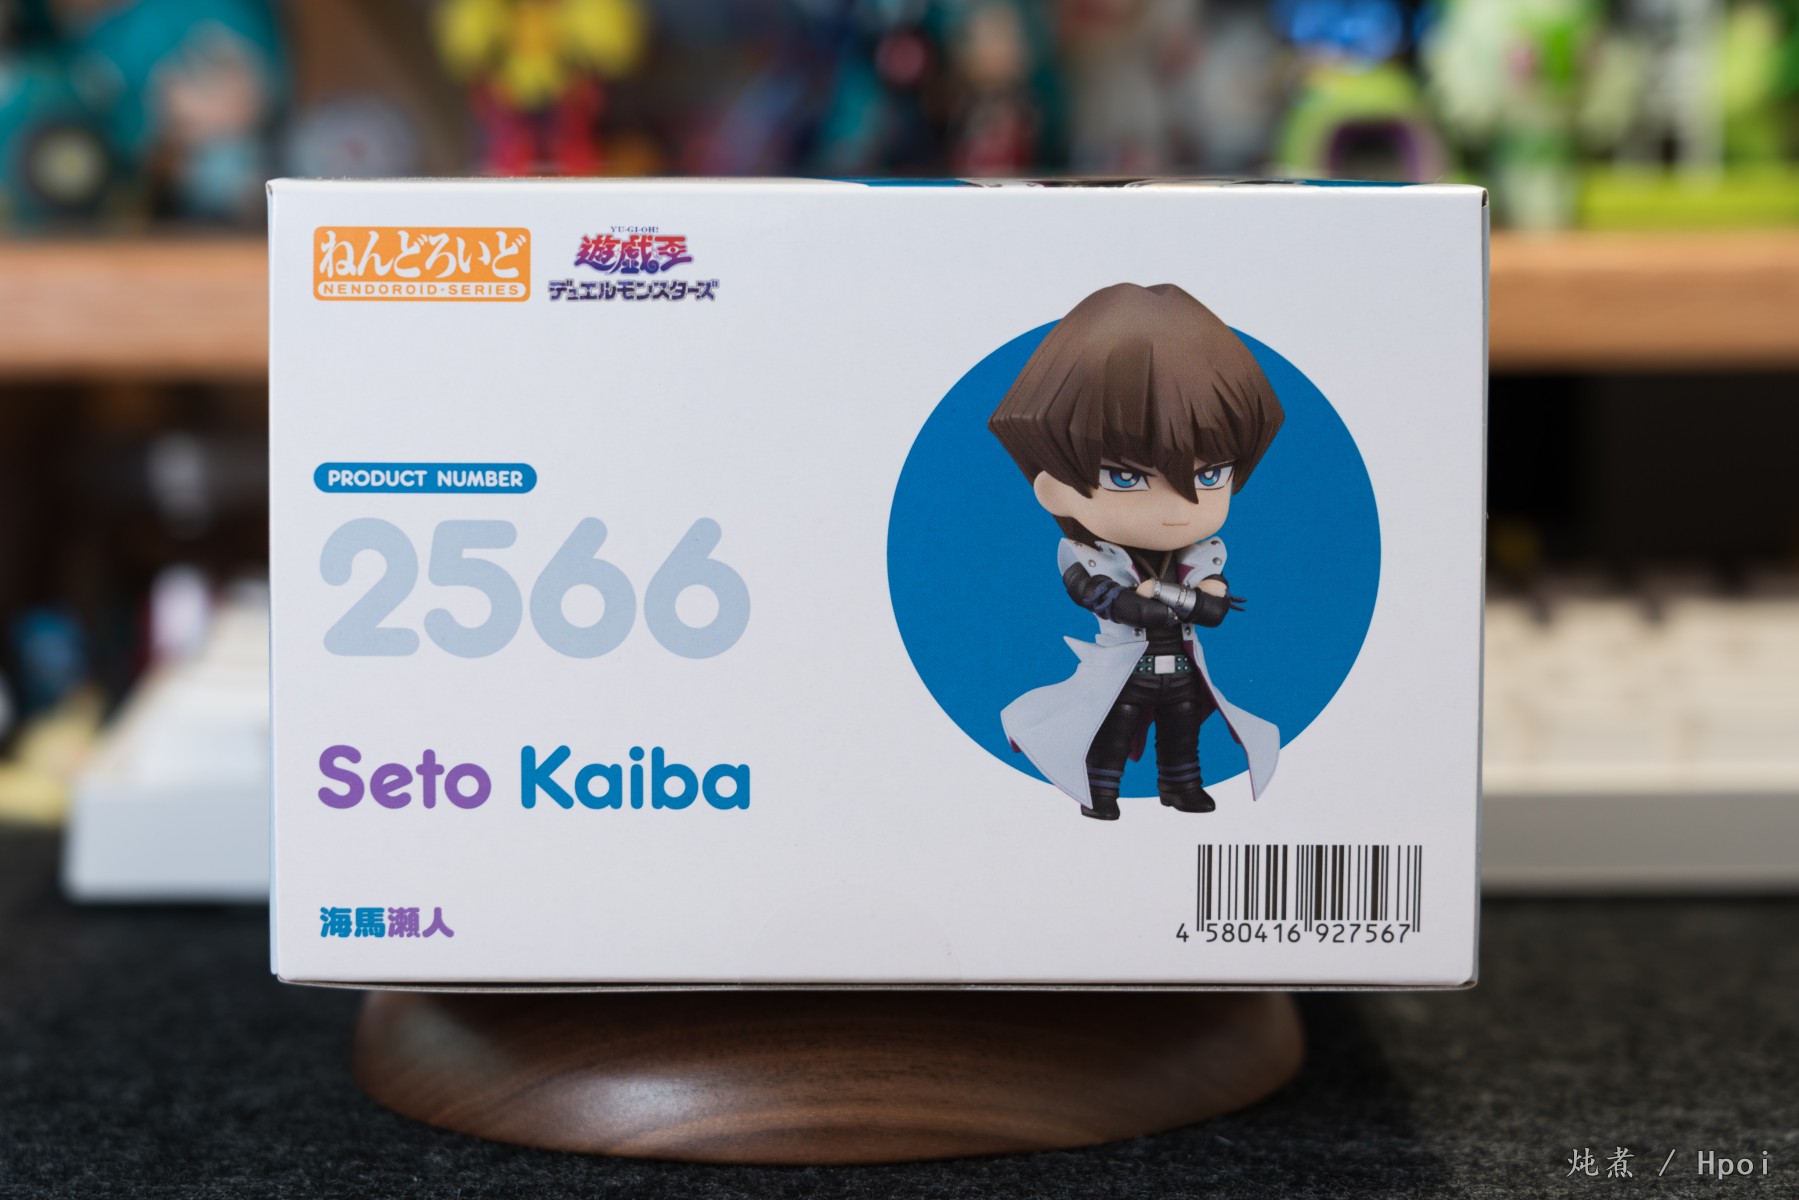 ねんどろいど
NENDOROID-SERIES
YU-GI-OH!
遊戯王
デュエルモンスターズ
PRODUCT NUMBER
2566
Seto Kaiba
海馬瀬人
4 580416 927567
炖煮 / Hpoi